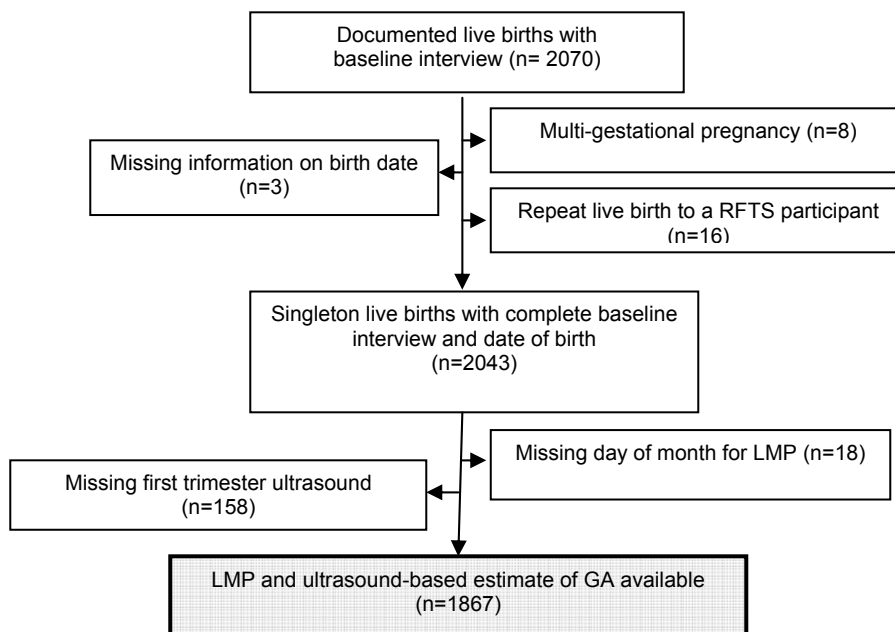 Documented live births with
baseline interview (n= 2070)
Multi-gestational pregnancy (n=8)
Missing information on birth date
(n=3)
Repeat live birth to a RFTS participant
(n=16)
Singleton live births with complete baseline
interview and date of birth
(n=2043)
Missing day of month for LMP (n=18)
Missing first trimester ultrasound
(n=158)
LMP and ultrasound-based estimate of GA available
(n=1867)